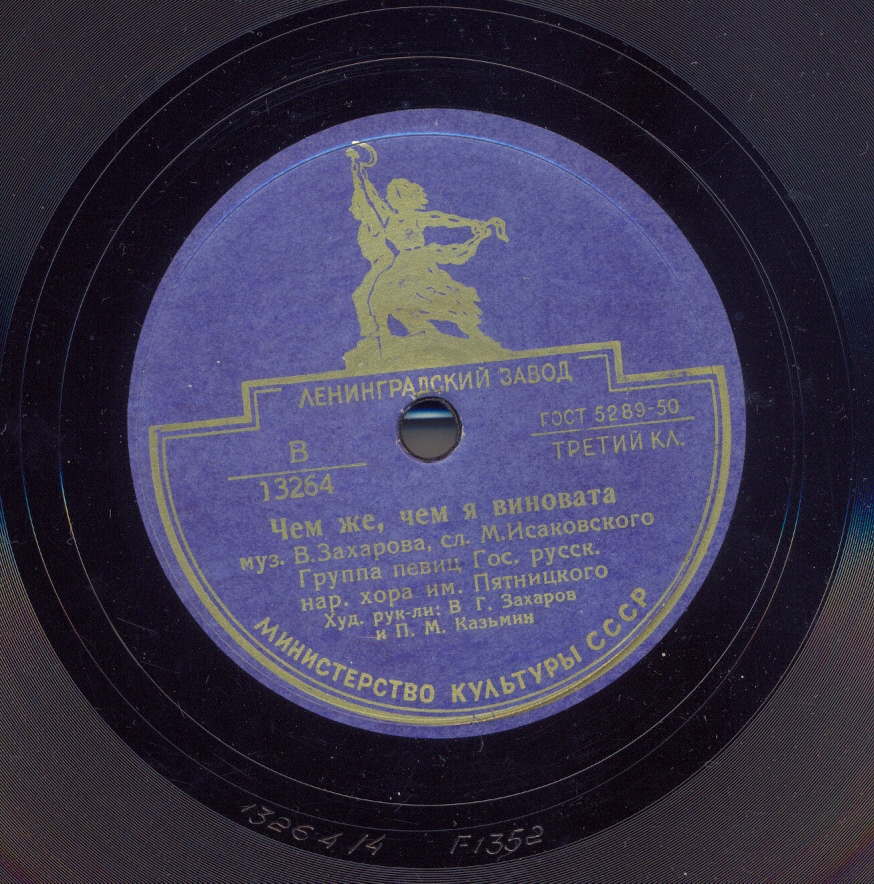 ЛЕНИНГРАДСКИЙ ЗАВОД
В
13264
ГОСТ 5289-50
ТРЕТИЙ КЛ.
Чем же, чем я виновата
муз. В.Захарова, сл. М.Исаковского
Группа певиц Гос. русск.
нар. хора им. Пятницкого
Худ. рук-ли: В. Г. Захаров
и П. М. Казьмин
МИНИСТЕРСТВО КУЛЬТУРЫ СССР
13264/4 F1352